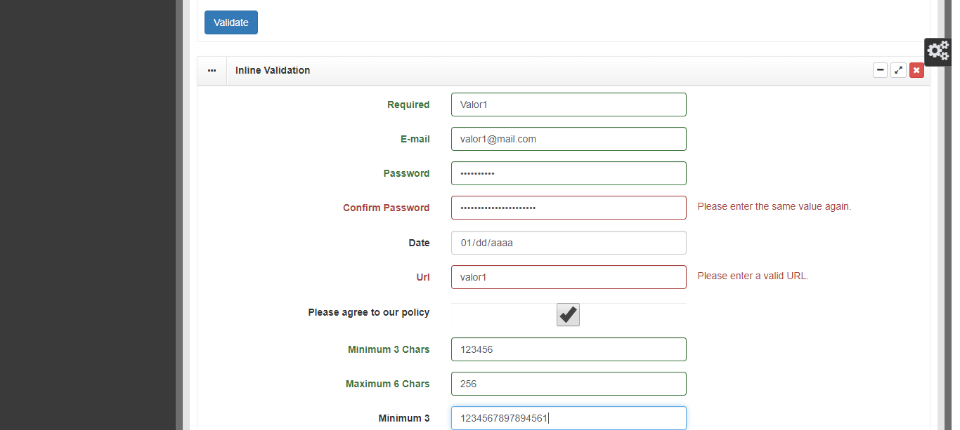 Validate
Inline Validation
Required Valor1
E-mail valor1@mail.com
Password ••••••••••
Confirm Password •••••••••••••••••••••• Please enter the same value again.
Date 01/dd/aaaa
Url valor1 Please enter a valid URL.
Please agree to our policy
Minimum 3 Chars 123456
Maximum 6 Chars 256
Minimum 3 1234567897894561